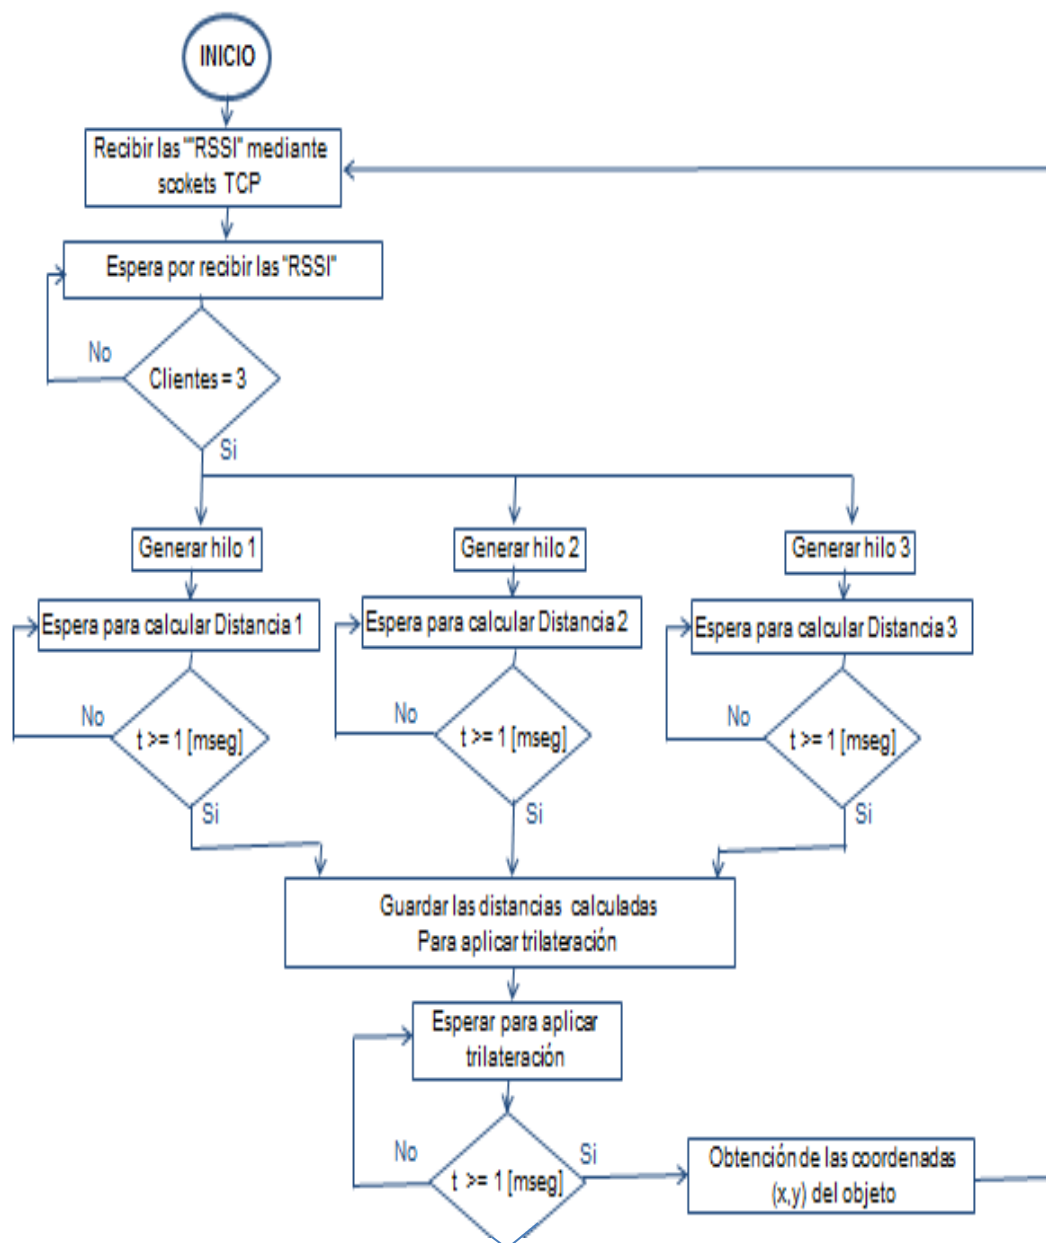 INICIO
Recibir las ""RSSI" mediante
scokets TCP
Espera por recibir las "RSSI"
No
Clientes = 3
Si
Generar hilo 1
Generar hilo 2
Generar hilo 3
Espera para calcular Distancia 1
Espera para calcular Distancia 2
Espera para calcular Distancia 3
No
t >= 1 [mseg]
Si
No
t >= 1 [mseg]
Si
No
t >= 1 [mseg]
Si
Guardar las distancias calculadas
Para aplicar trilateración
Esperar para aplicar
trilateración
No
t >= 1 [mseg]
Si
Obtención de las coordenadas
(x,y) del objeto